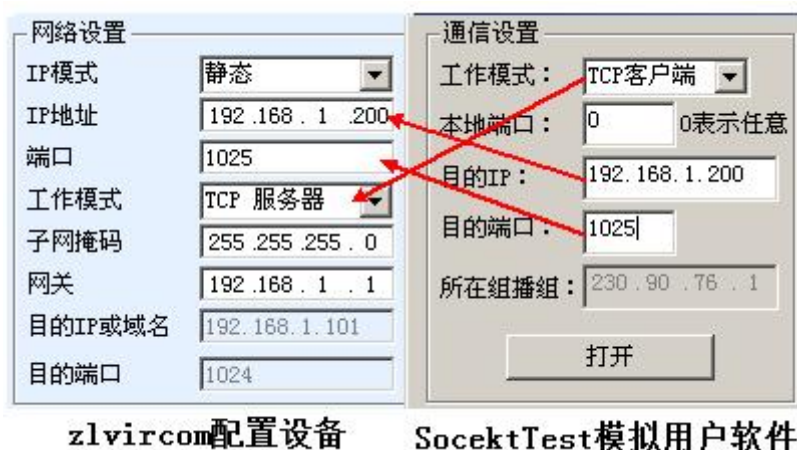 网络设置
IP模式 静态
IP地址 192 .168 . 1 .200
端口 1025
工作模式 TCP 服务器
子网掩码 255 .255 .255 . 0
网关 192 .168 . 1 . 1
目的IP或域名 192.168.1.101
目的端口 1024
zlvircom配置设备
通信设置
工作模式： TCP客户端
本地端口： 0 0表示任意
目的IP： 192.168.1.200
目的端口： 1025
所在组播组： 230 .90 .76 . 1
打开
SocektTest模拟用户软件